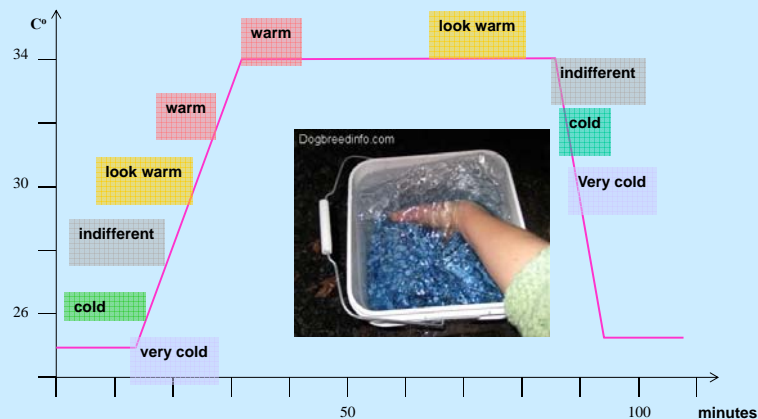 C°
warm
look warm
34
indifferent
warm
cold
Dogbreedinfo.com
look warm
30
Very cold
indifferent
cold
26
very cold
50
100
minutes